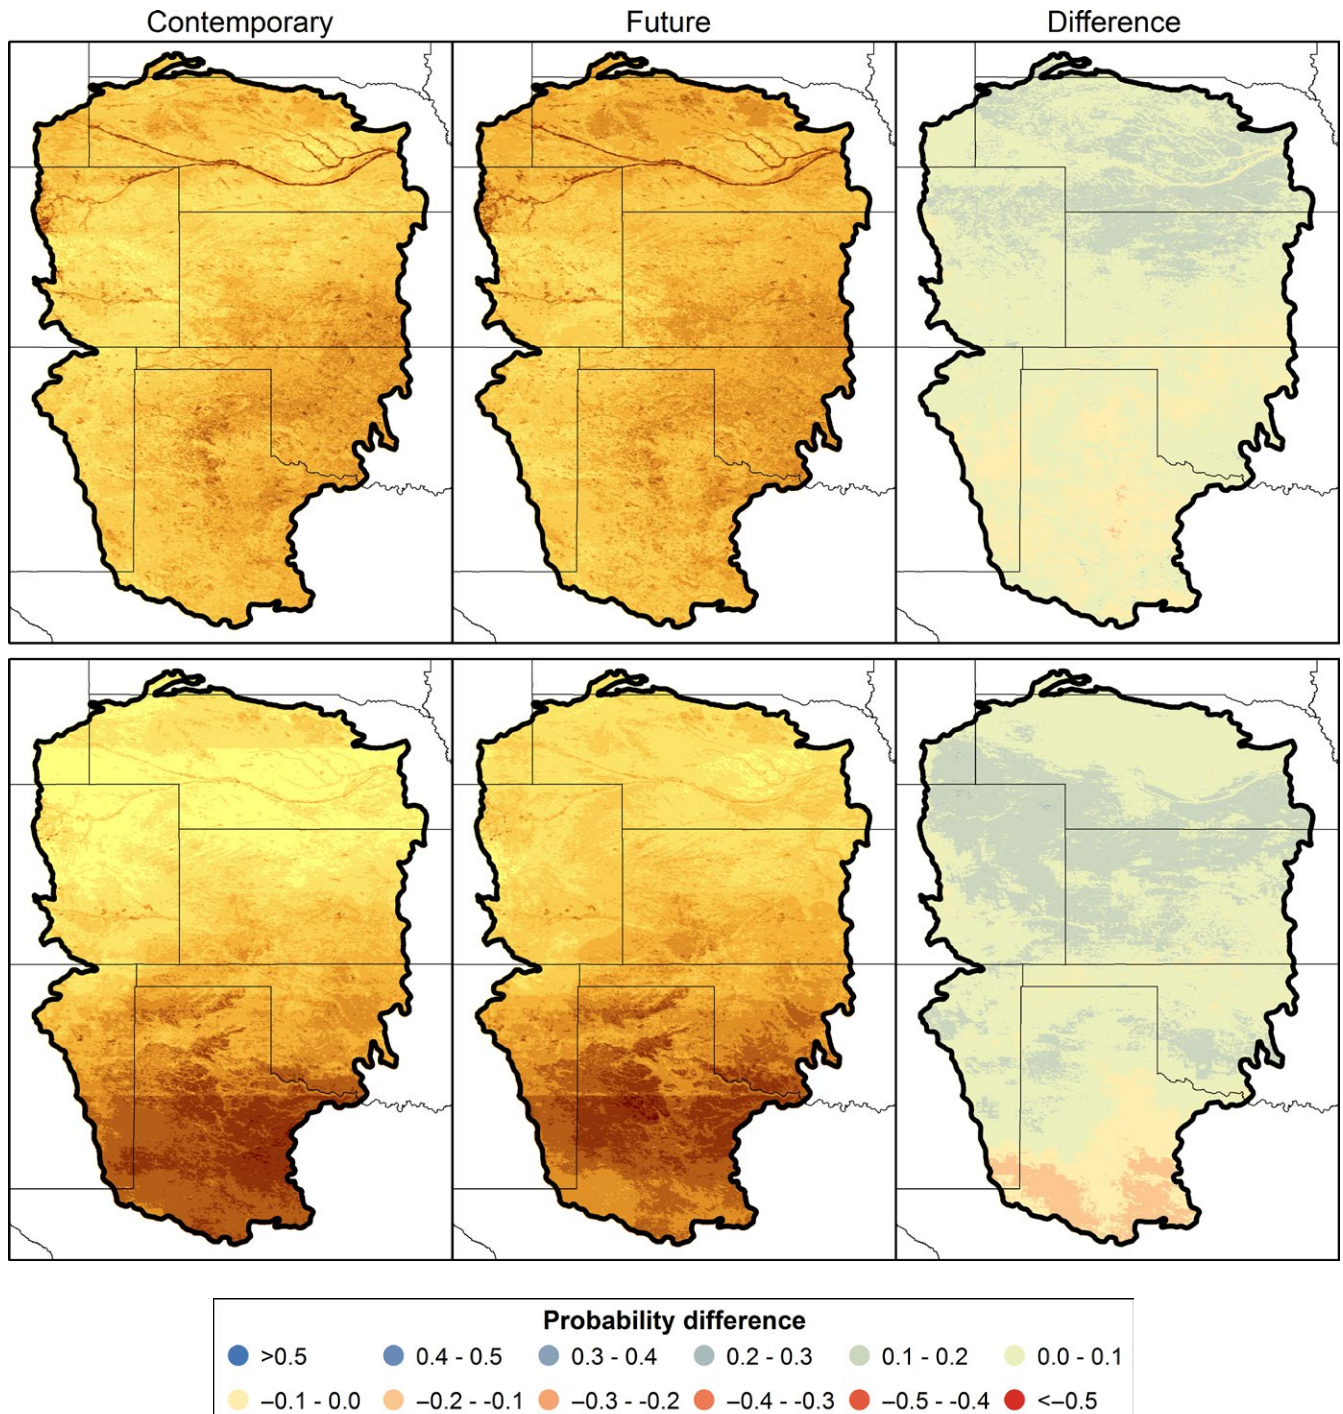 Contemporary Future Difference
Probability difference
>0.5 0.4 - 0.5 0.3 - 0.4 0.2 - 0.3 0.1 - 0.2 0.0 - 0.1
–0.1 - 0.0 –0.2 - -0.1 –0.3 - -0.2 –0.4 - -0.3 –0.5 - -0.4 <–0.5